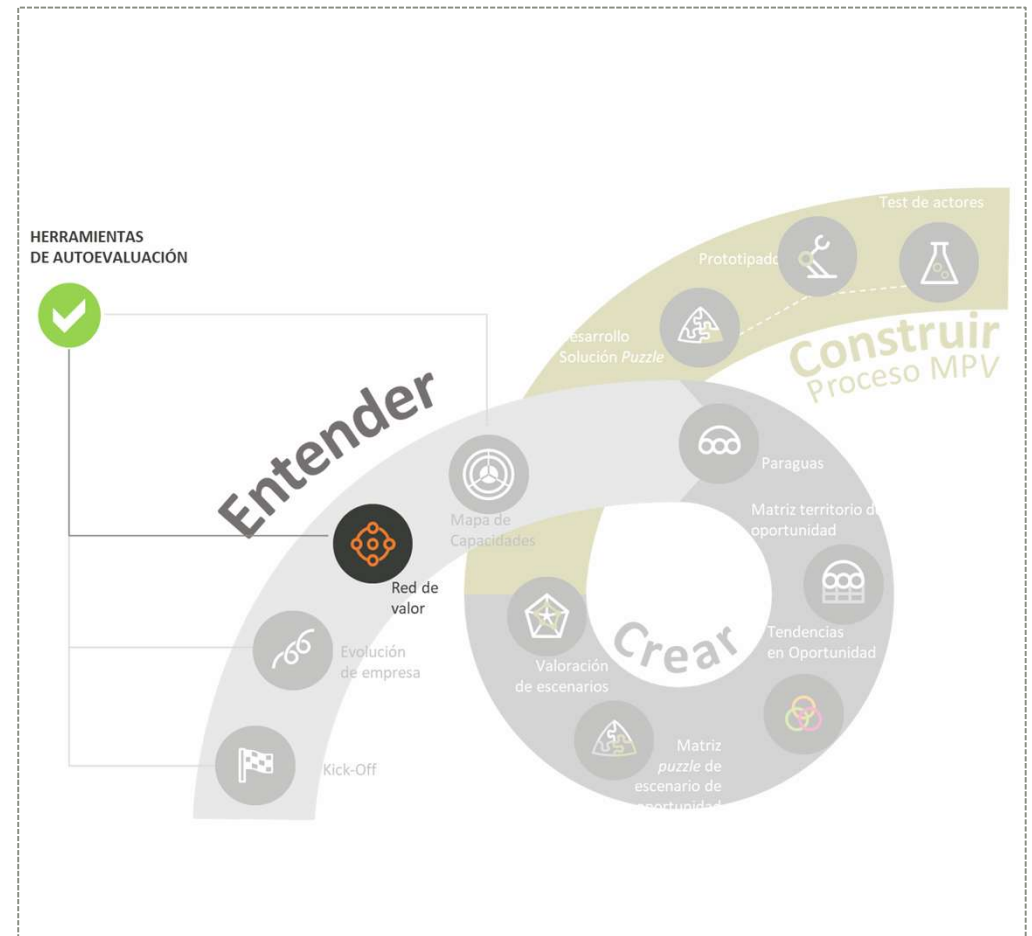 HERRAMIENTAS
DE AUTOEVALUACIÓN
Test de actores
Prototipado
Desarrollo
Solución Puzzle
Construir
Proceso MPV
Entender
Mapa de
Capacidades
Paraguas
Matriz territorio de
oportunidad
Red de
valor
Evolución
de empresa
Crear
Tendencias
en Oportunidad
Valoración
de escenarios
Matriz
puzzle de
escenario de
oportunidad
Kick-Off